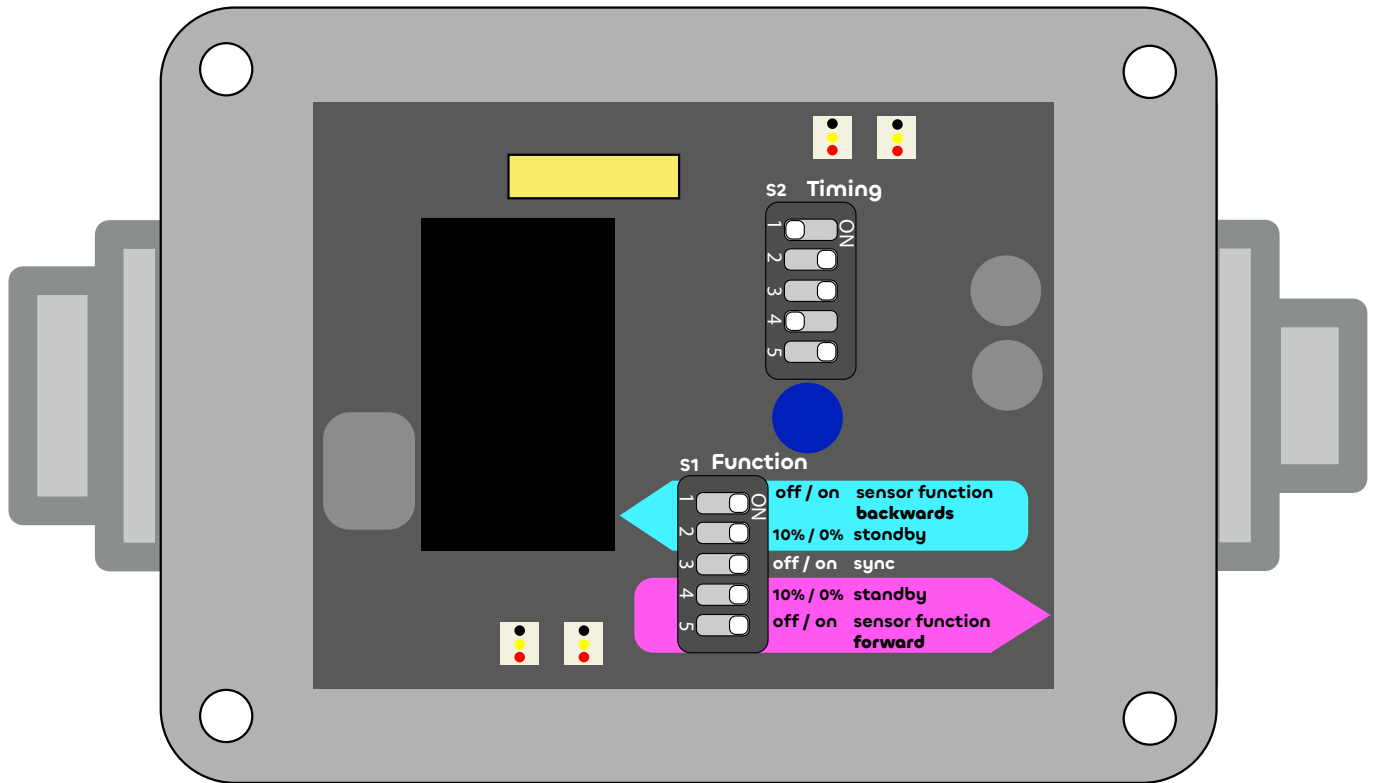 S2 Timing
1 ON
2
3
4
5
S1 Function
1 ON off / on sensor function
backwards
2 10% / 0% stondby
3 off / on sync
4 10% / 0% standby
5 off / on sensor function
forward